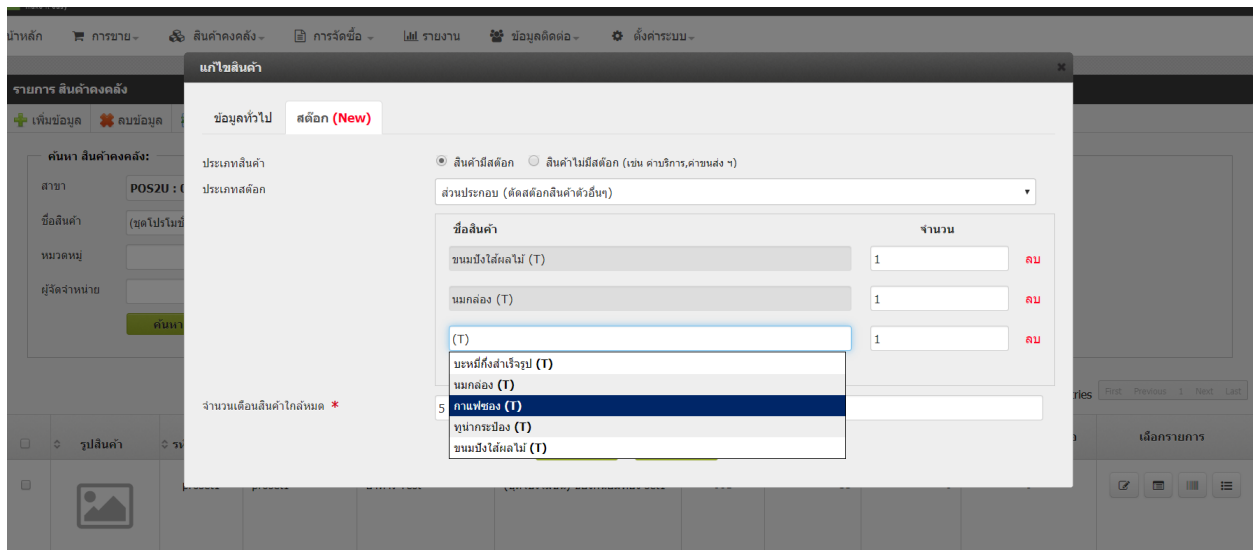 น้าหลัก การขาย สินค้าคงคลัง การจัดซื้อ รายงาน ข้อมูลติดต่อ ตั้งค่าระบบ
แก้ไขสินค้า
รายการ สินค้าคงคลัง
เพิ่มข้อมูล ลบข้อมูล
ข้อมูลทั่วไป สต๊อก (New)
ค้นหา สินค้าคงคลัง:
ประเภทสินค้า สินค้ามีสต๊อก สินค้าไม่มีสต๊อก (เช่น ค่าบริการ,ค่าขนส่ง ฯ)
สาขา POS2U : ประเภทสต๊อก ส่วนประกอบ (ตัดสต๊อกสินค้าตัวอื่นๆ)
ชื่อสินค้า (ชุดโปรโมชั่
ชื่อสินค้า จำนวน
หมวดหมู่ ขนมปังใส้ผลไม้ (T) 1 ลบ
ผู้จัดจำหน่าย นมกล่อง (T) 1 ลบ
ค้นหา (T) 1 ลบ
บะหมี่กึ่งสำเร็จรูป (T)
นมกล่อง (T)
ries First Previous 1 Next Last
จำนวนเตือนสินค้าใกล้หมด * 5 กาแฟซอง (T)
ทูน่ากระป๋อง (T)
ขนมปังใส้ผลไม้ (T)
รูปสินค้า เลือกรายการ